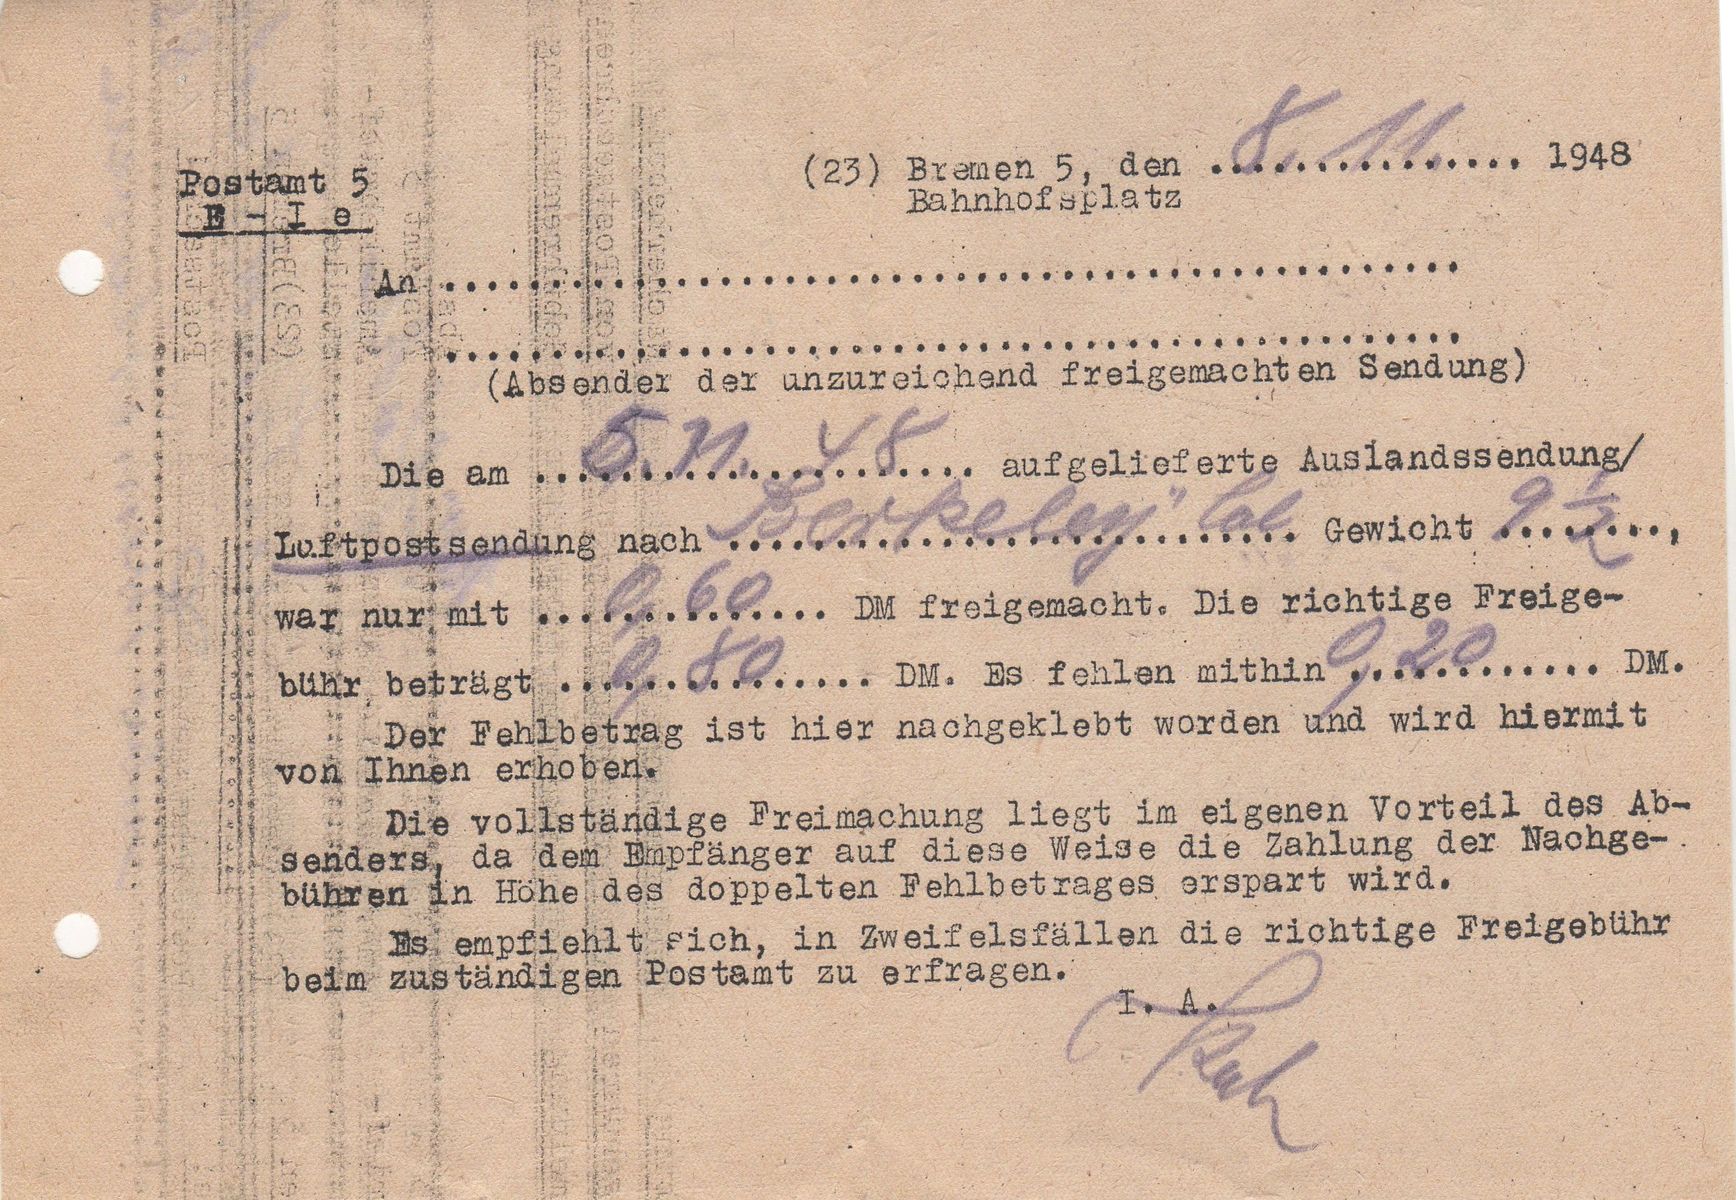 (23) Bremen 5, den 8. 11. 1948
Bahnhofsplatz
Postamt 5
E - I e
An ................................................
................................................
(Absender der unzureichend freigemachten Sendung)
Die am 5. 11. 48 aufgelieferte Auslandssendung/
Luftpostsendung nach Berkeley" Cal. Gewicht 9 1/2,
war nur mit 0,60 DM freigemacht. Die richtige Freige-
bühr beträgt 0,80 DM. Es fehlen mithin 0,20 DM.
Der Fehlbetrag ist hier nachgeklebt worden und wird hiermit
von Ihnen erhoben.
Die vollständige Freimachung liegt im eigenen Vorteil des Ab-
senders, da dem Empfänger auf diese Weise die Zahlung der Nachge-
bühren in Höhe des doppelten Fehlbetrages erspart wird.
Es empfiehlt sich, in Zweifelsfällen die richtige Freigebühr
beim zuständigen Postamt zu erfragen.
I. A.